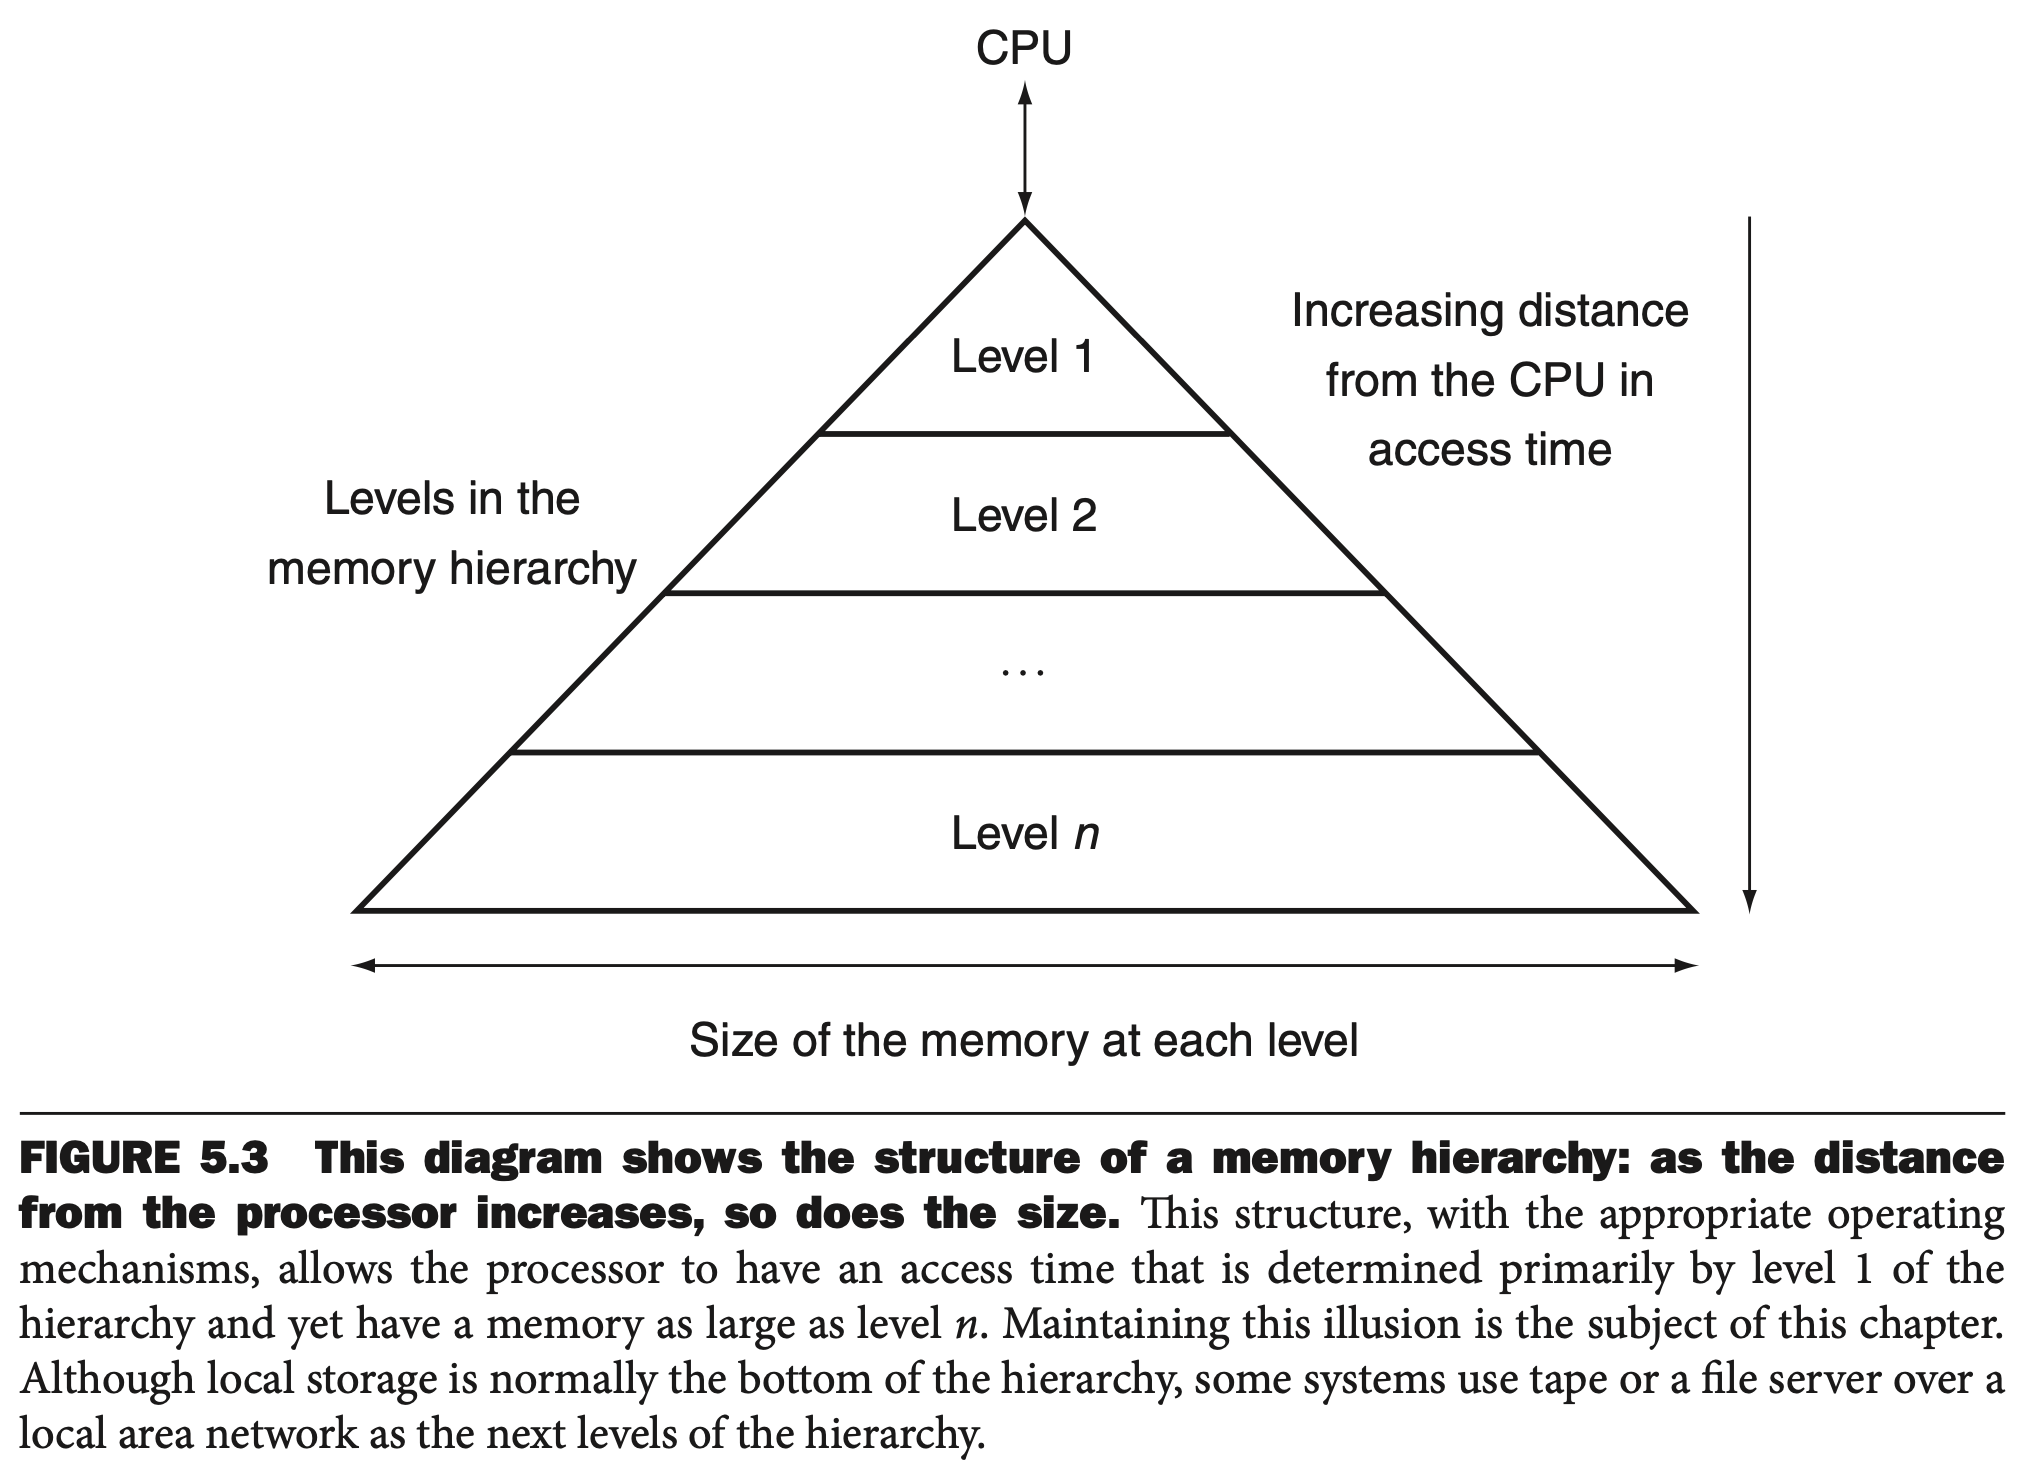 CPU
Level 1
Increasing distance
from the CPU in
access time
Levels in the
memory hierarchy
Level 2
...
Level n
Size of the memory at each level
FIGURE 5.3 This diagram shows the structure of a memory hierarchy: as the distance
from the processor increases, so does the size. This structure, with the appropriate operating
mechanisms, allows the processor to have an access time that is determined primarily by level 1 of the
hierarchy and yet have a memory as large as level n. Maintaining this illusion is the subject of this chapter.
Although local storage is normally the bottom of the hierarchy, some systems use tape or a file server over a
local area network as the next levels of the hierarchy.